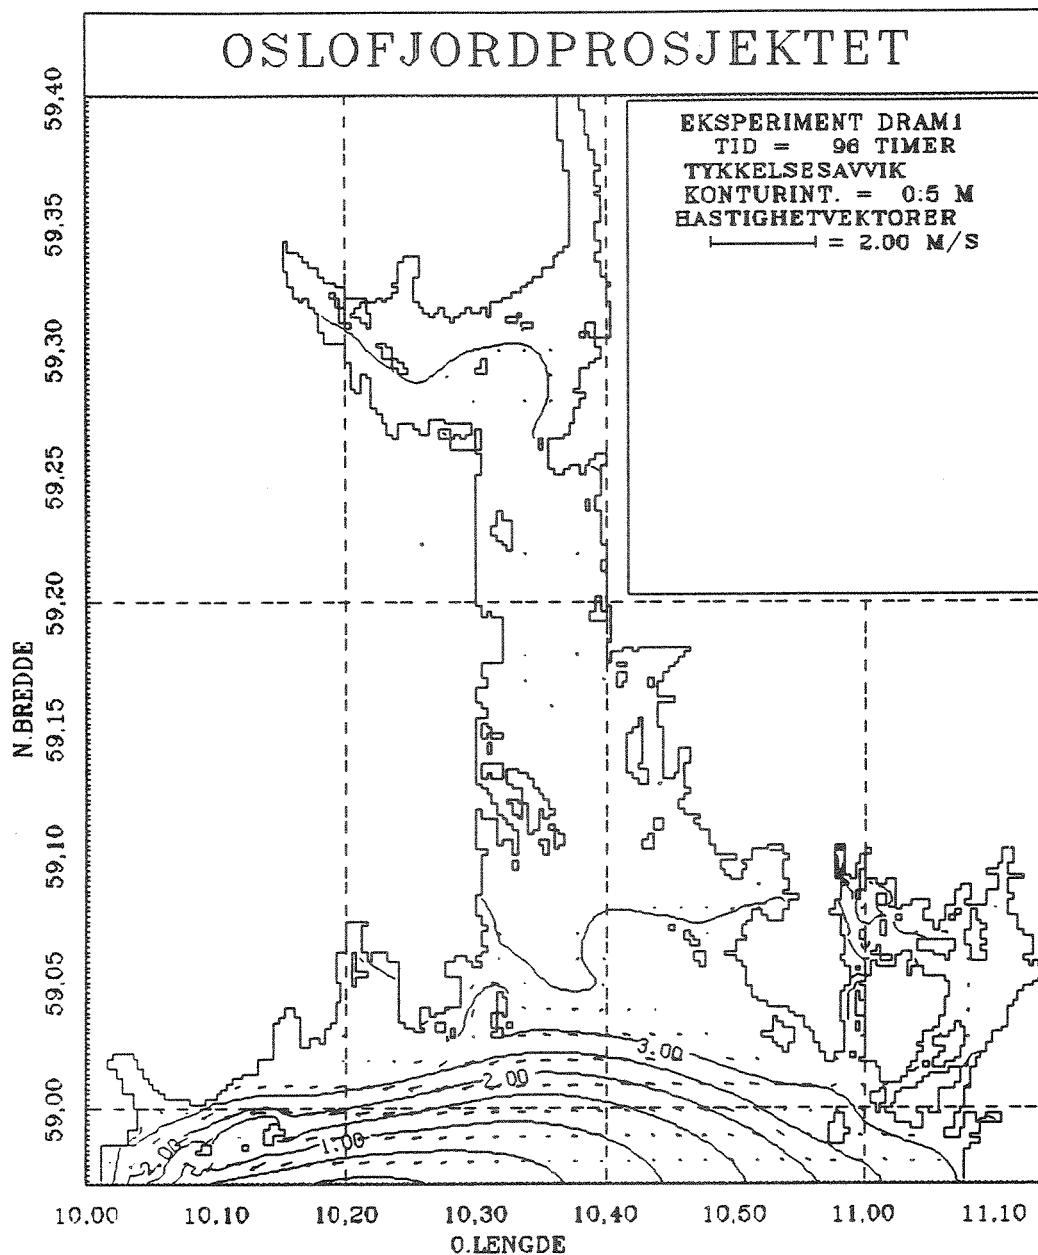 OSLOFJORDPROSJEKTET
EKSPERIMENT DRAM1
TID = 96 TIMER
TYKKELSESAVVIK
KONTURINT. = 0:5 M
HASTIGHETVEKTORER
= 2.00 M/S
59,40
59,35
59,30
59,25
59,20
59,15
59,10
59,05
59,00
N.BREDDE
3.00
2.00
2.00
1.00
10.00 10,10 10,20 10,30 10,40 10,50 11,00 11,10
O.LENGDE